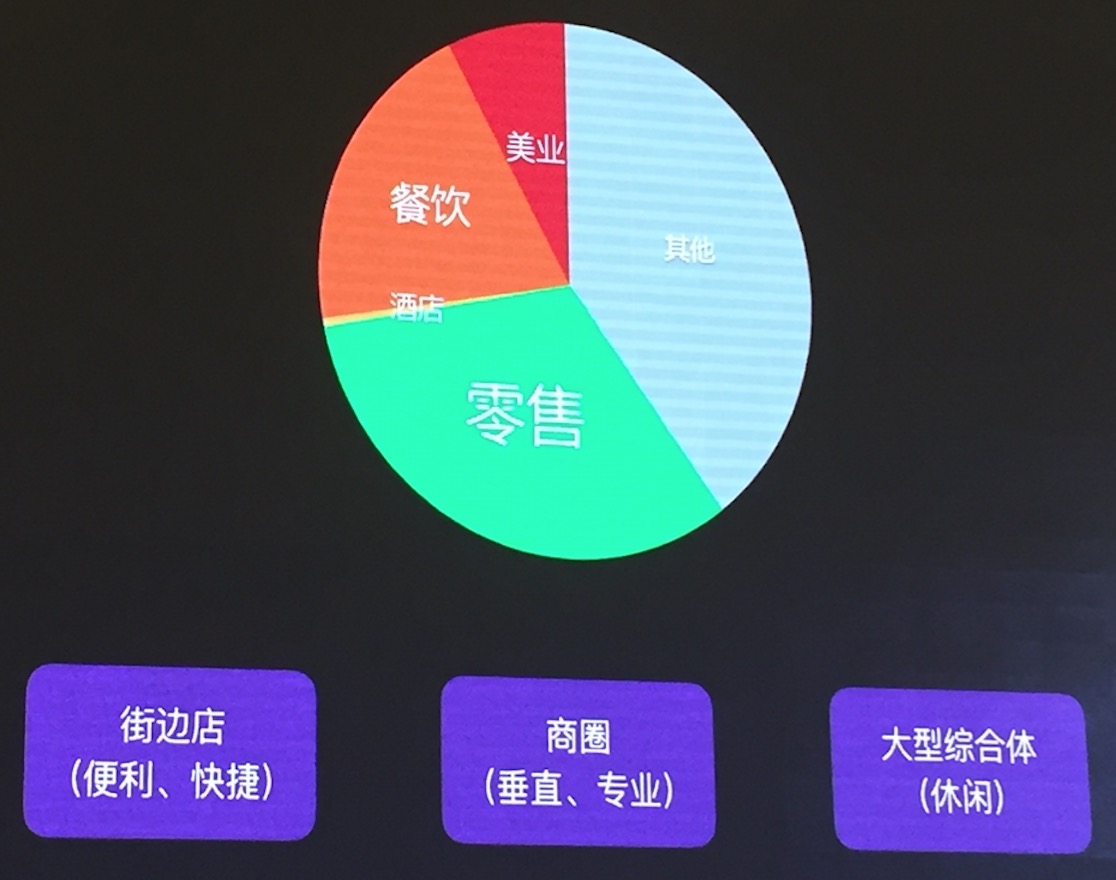 美业
餐饮
其他
酒店
零售
街边店
(便利、快捷)
商圈
(垂直、专业)
大型综合体
(休闲)